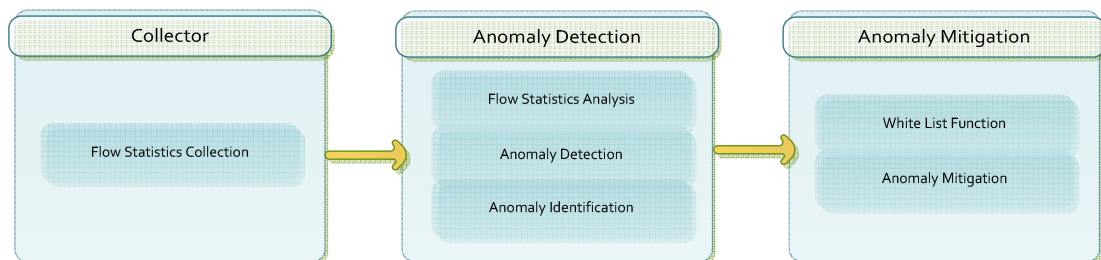 Collector
Flow Statistics Collection
Anomaly Detection
Flow Statistics Analysis
Anomaly Detection
Anomaly Identification
Anomaly Mitigation
White List Function
Anomaly Mitigation